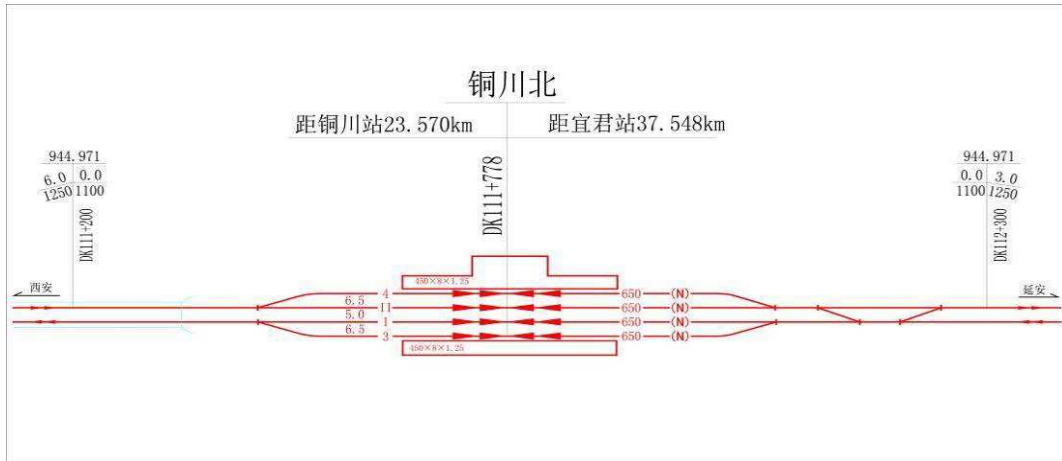 铜川北
距铜川站23.570km 距宜君站37.548km
944.971 944.971
6.0 0.0 0.0 3.0
1250 1100 1100 1250
DK111+200 DK111+778 DK112+300
西安 延安
450×8×1.25
4 650 (N)
6.5
II 650 (N)
5.0
I 650 (N)
6.5
3 650 (N)
450×8×1.25